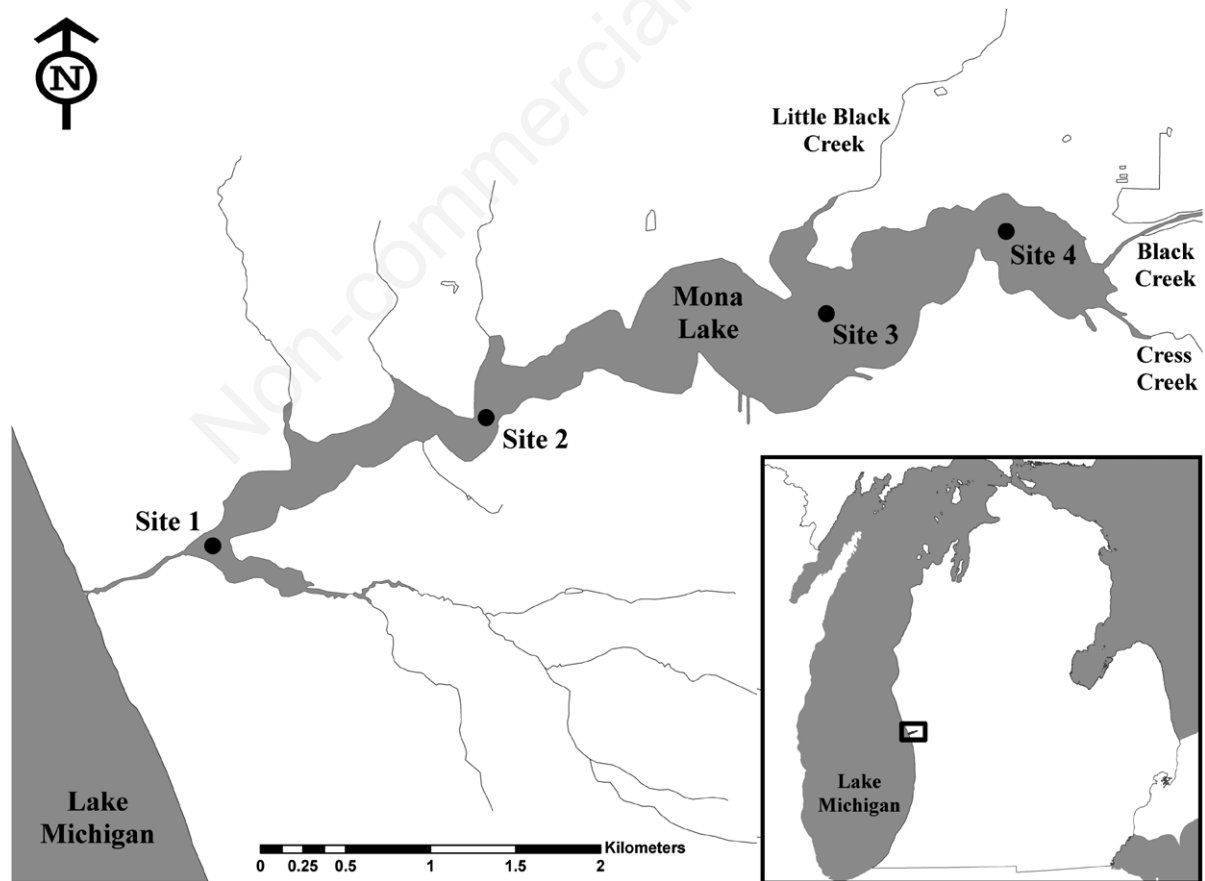 Non-commercial
N
Little Black
Creek
Site 4
Black
Creek
Mona
Lake
Site 3
Cress
Creek
Site 2
Site 1
Lake
Michigan
Lake
Michigan
Kilometers
0 0.25 0.5 1 1.5 2